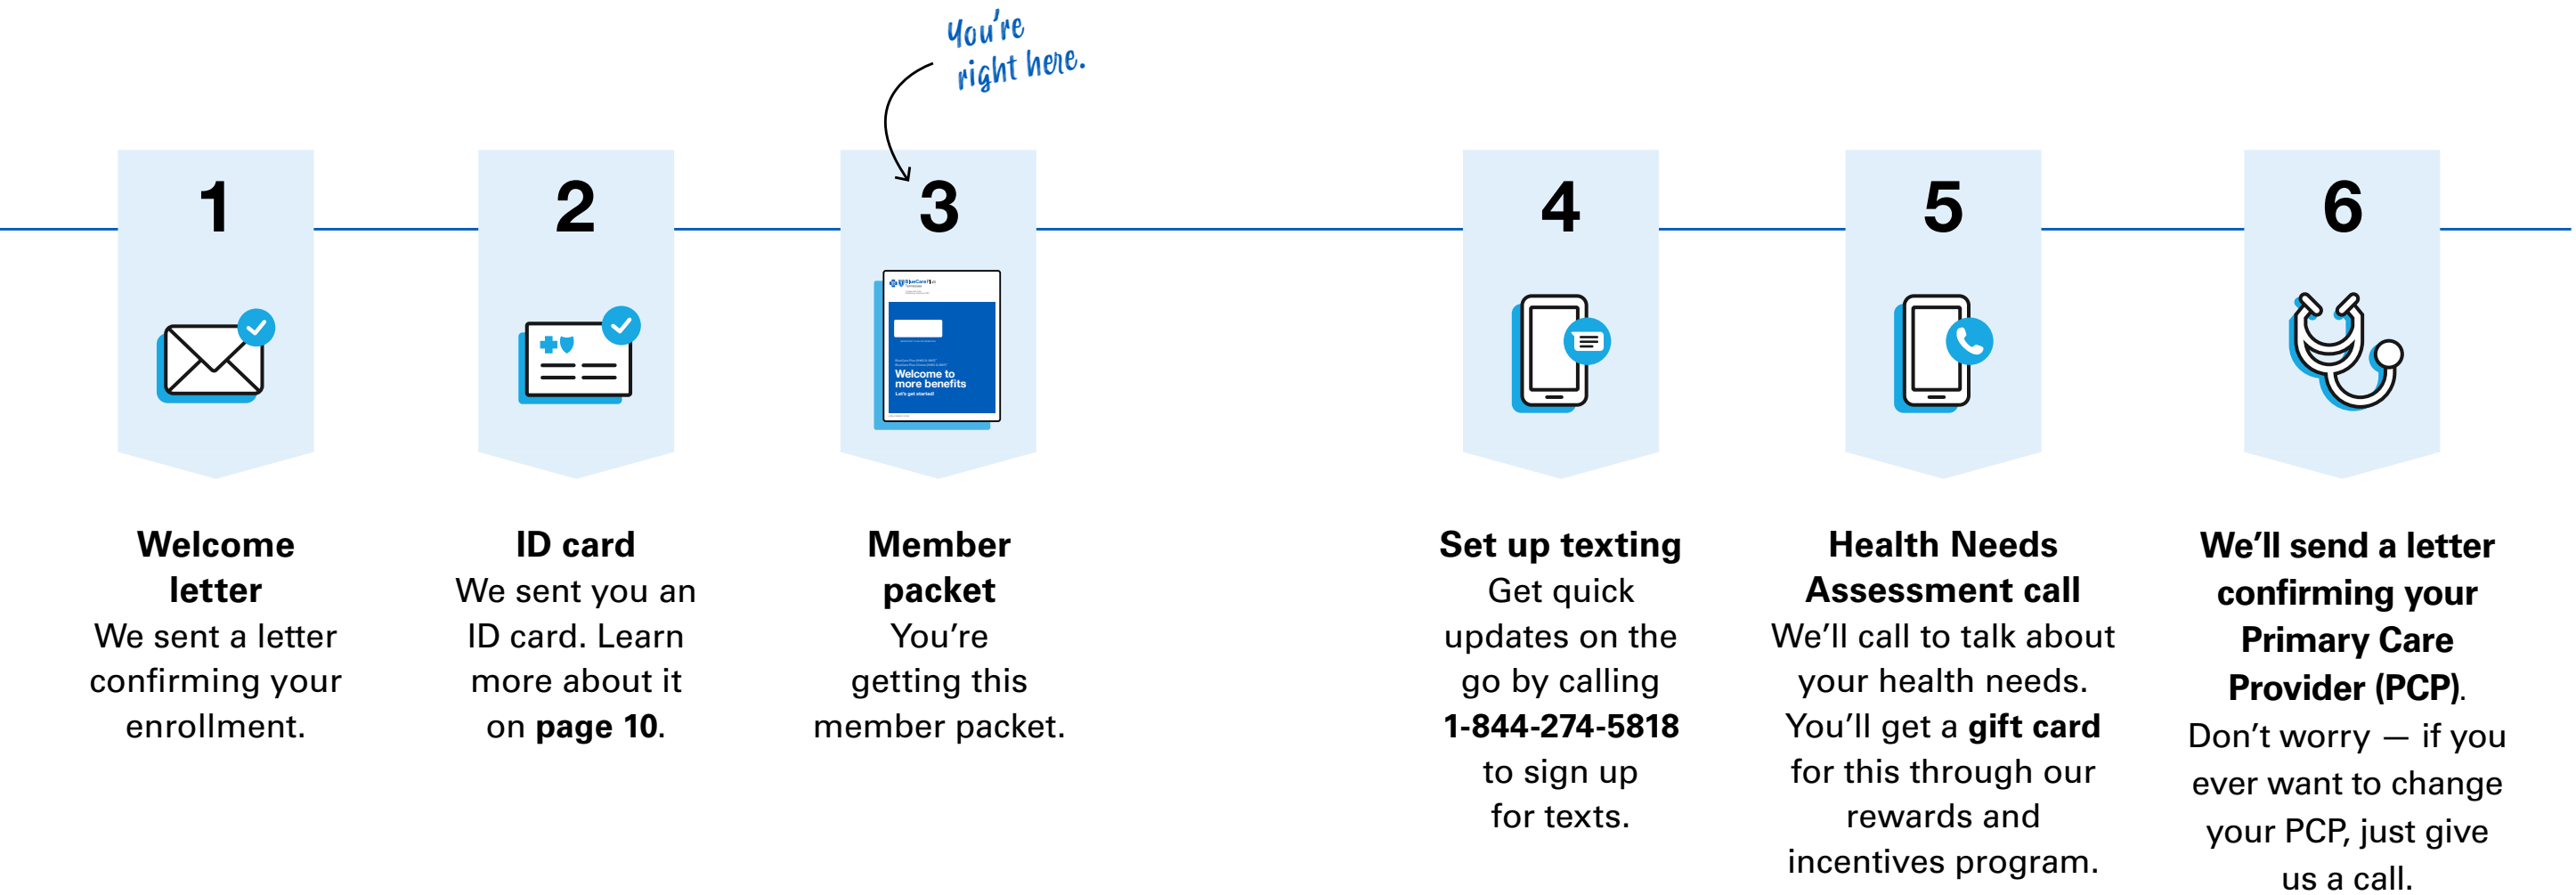 You're
right here.
1
2
3
4
5
6
Welcome to
more benefits
Let's get started!
Welcome
letter
We sent a letter
confirming your
enrollment.
ID card
We sent you an
ID card. Learn
more about it
on page 10.
Member
packet
You're
getting this
member packet.
Set up texting
Get quick
updates on the
go by calling
1-844-274-5818
to sign up
for texts.
Health Needs
Assessment call
We'll call to talk about
your health needs.
You'll get a gift card
for this through our
rewards and
incentives program.
We'll send a letter
confirming your
Primary Care
Provider (PCP).
Don't worry — if you
ever want to change
your PCP, just give
us a call.